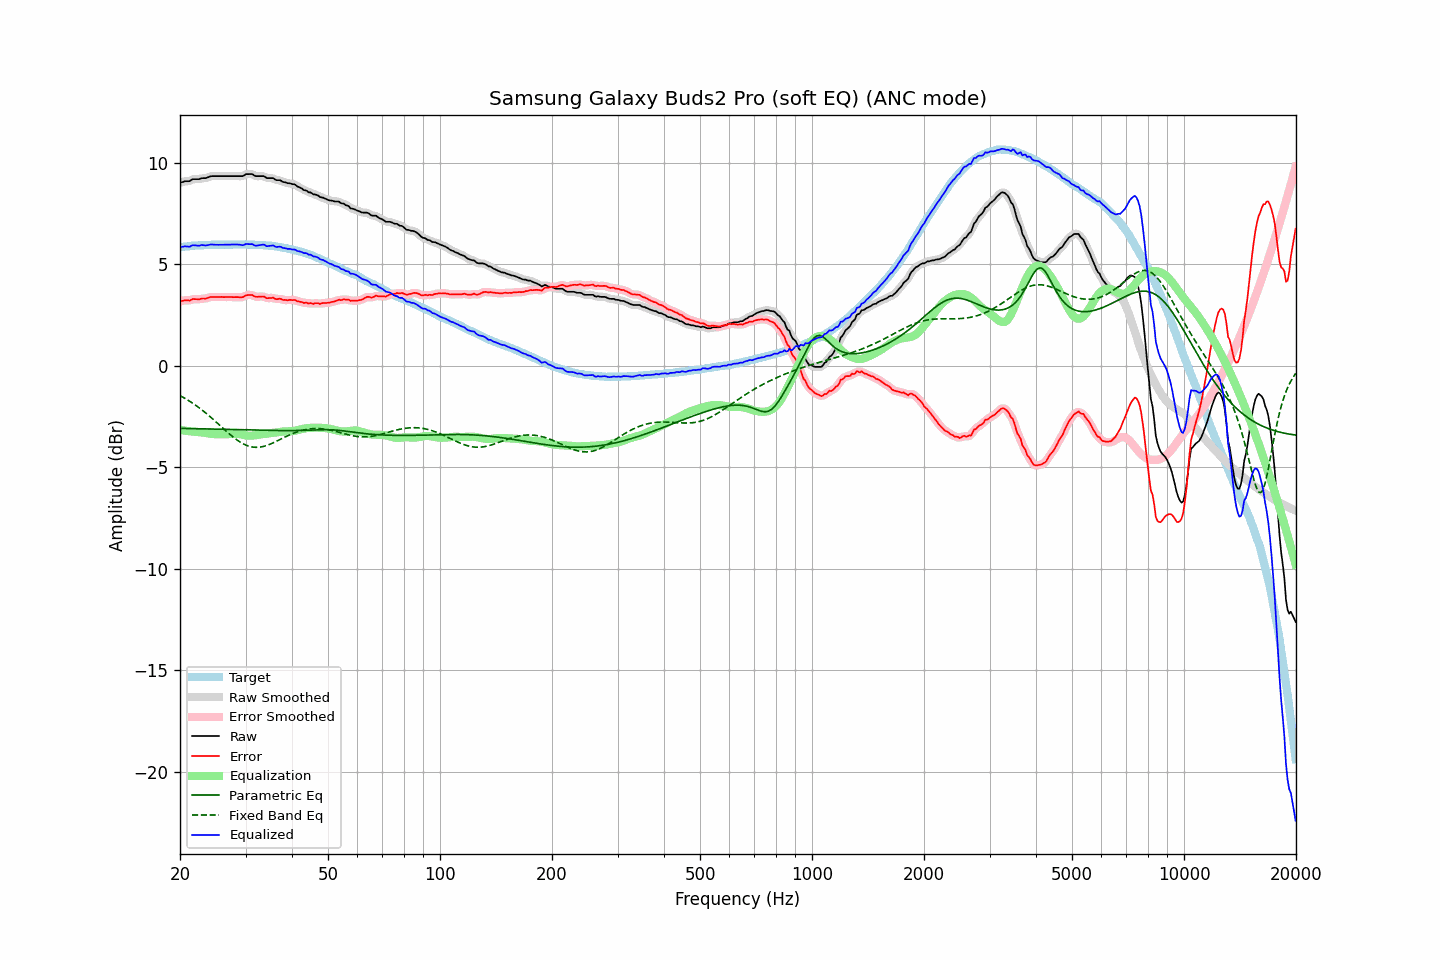 Samsung Galaxy Buds2 Pro (soft EQ) (ANC mode)
Amplitude (dBr)
10
5
0
−5
−10
−15
−20
Target
Raw Smoothed
Error Smoothed
Raw
Error
Equalization
Parametric Eq
Fixed Band Eq
Equalized
20 50 100 200 500 1000 2000 5000 10000 20000
Frequency (Hz)